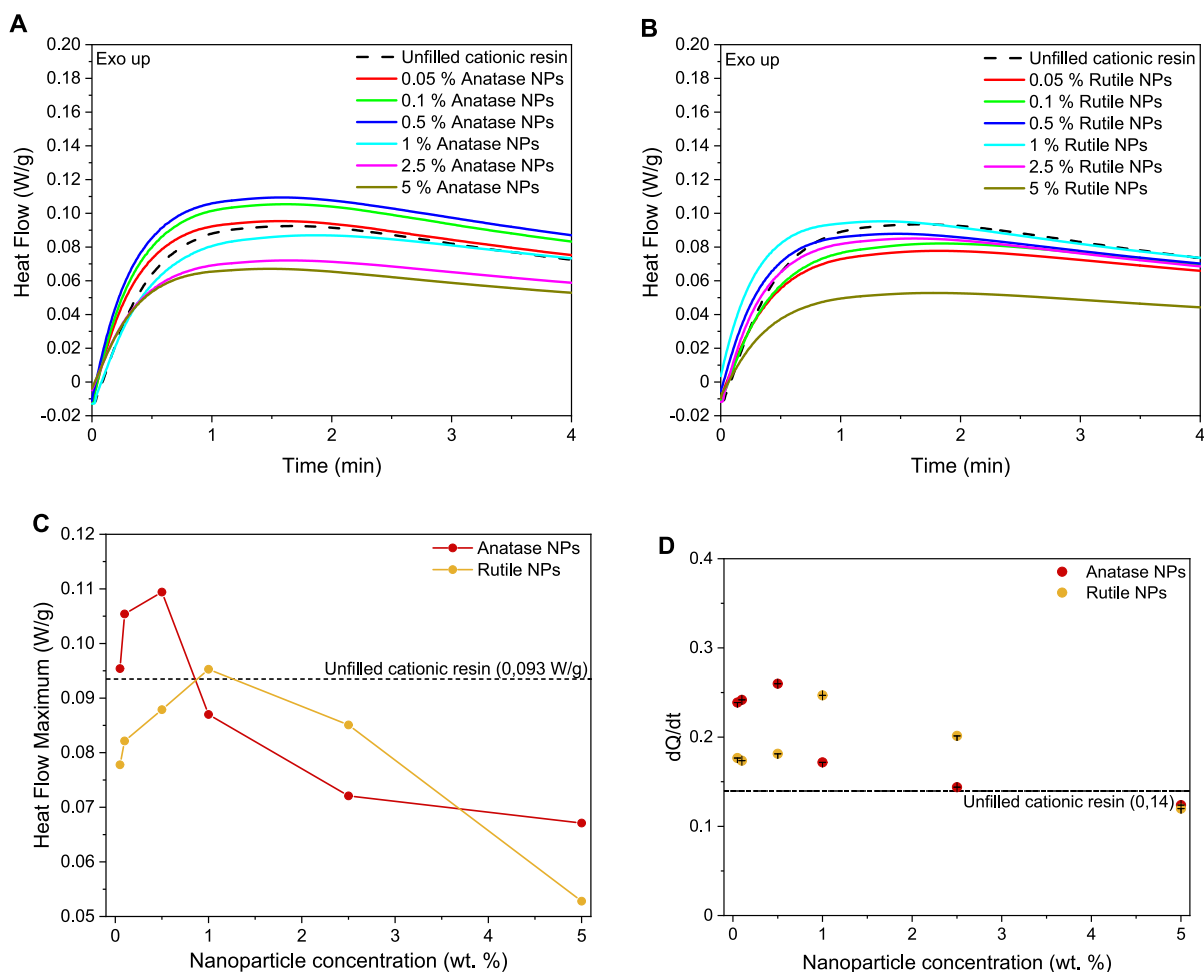 A
Exo up
Unfilled cationic resin
0.05 % Anatase NPs
0.1 % Anatase NPs
0.5 % Anatase NPs
1 % Anatase NPs
2.5 % Anatase NPs
5 % Anatase NPs
0.20
0.18
0.16
0.14
0.12
0.10
0.08
0.06
0.04
0.02
0
-0.02
Heat Flow (W/g)
0 1 2 3 4
Time (min)
B
Exo up
Unfilled cationic resin
0.05 % Rutile NPs
0.1 % Rutile NPs
0.5 % Rutile NPs
1 % Rutile NPs
2.5 % Rutile NPs
5 % Rutile NPs
0.20
0.18
0.16
0.14
0.12
0.10
0.08
0.06
0.04
0.02
0
-0.02
Heat Flow (W/g)
0 1 2 3 4
Time (min)
C
Anatase NPs
Rutile NPs
Unfilled cationic resin (0,093 W/g)
0.12
0.11
0.10
0.09
0.08
0.07
0.06
0.05
Heat Flow Maximum (W/g)
0 1 2 3 4 5
Nanoparticle concentration (wt. %)
D
Anatase NPs
Rutile NPs
Unfilled cationic resin (0,14)
0.4
0.3
0.2
0.1
0
dQ/dt
0 1 2 3 4 5
Nanoparticle concentration (wt. %)